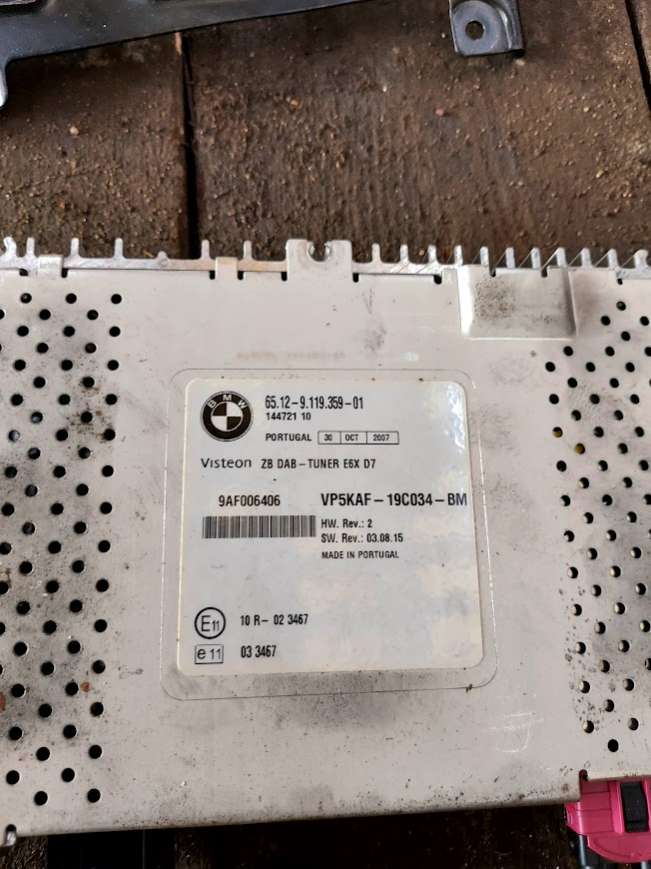 BMW
65.12-9.119.359-01
144721 10
PORTUGAL 30 OCT 2007
Visteon ZB DAB-TUNER E6X D7
9AF006406 VP5KAF-19C034-BM
HW. Rev.: 2
SW. Rev.: 03.08.15
MADE IN PORTUGAL
E11 10 R-02 3467
e11 03 3467